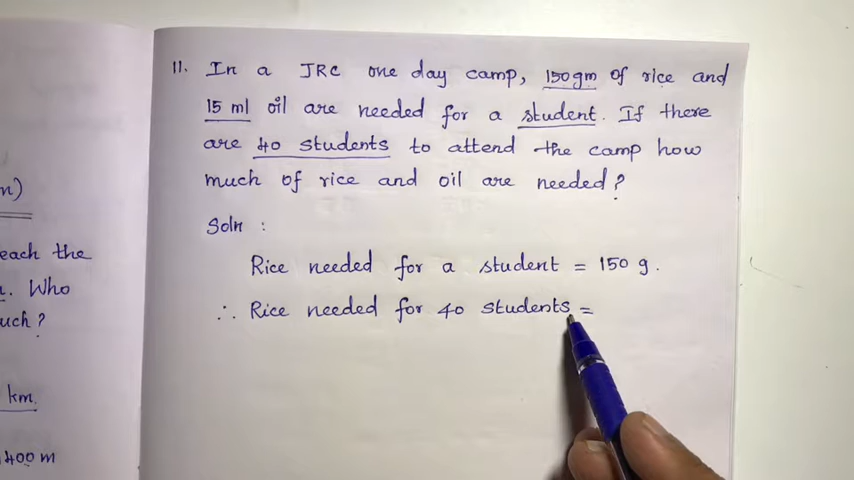 n)
each the
Who
uch?
km.
400 m
11. In a JRC one day camp, 150gm of rice and
15 ml oil are needed for a student. If there
are 40 students to attend the camp how
much of rice and oil are needed?
Soln :
Rice needed for a student = 150 g.
∴ Rice needed for 40 students =